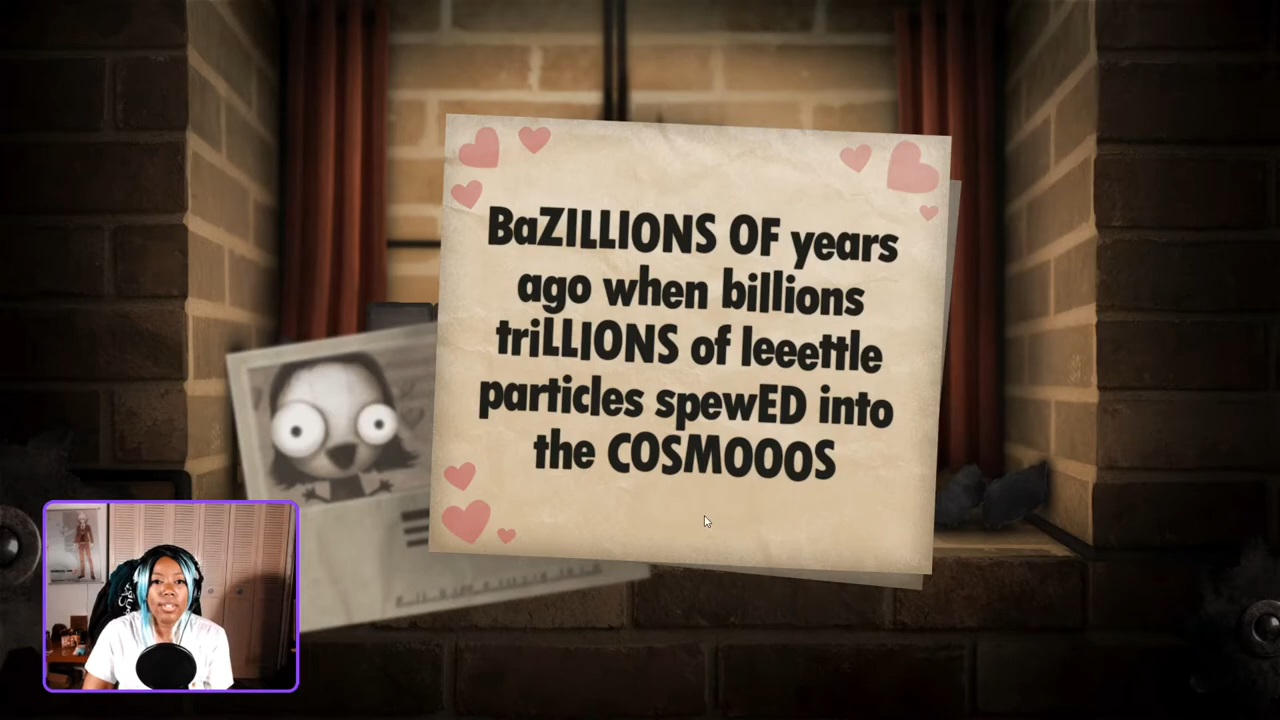 BaZILLIONS OF years
ago when billions
triLLIONS of leeettle
particles spewED into
the COSMOOOS